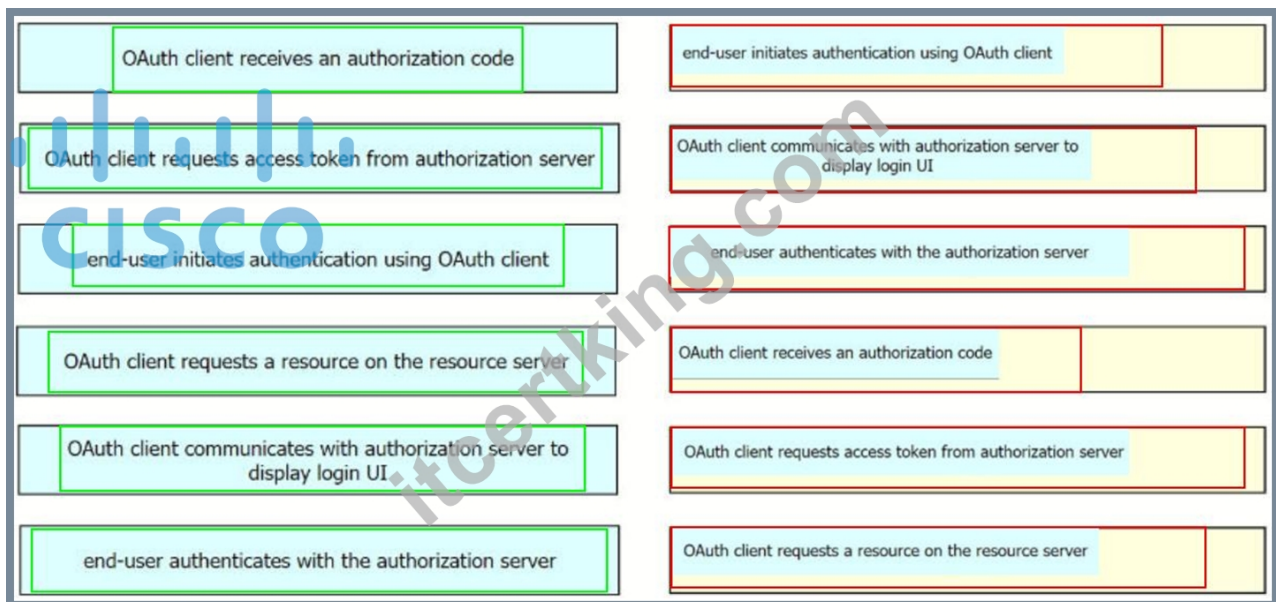 OAuth client receives an authorization code
OAuth client requests access token from authorization server
end-user initiates authentication using OAuth client
OAuth client requests a resource on the resource server
OAuth client communicates with authorization server to
display login UI
end-user authenticates with the authorization server
end-user initiates authentication using OAuth client
OAuth client communicates with authorization server to
display login UI
end-user authenticates with the authorization server
OAuth client receives an authorization code
OAuth client requests access token from authorization server
OAuth client requests a resource on the resource server
CISCO
itcertking.com